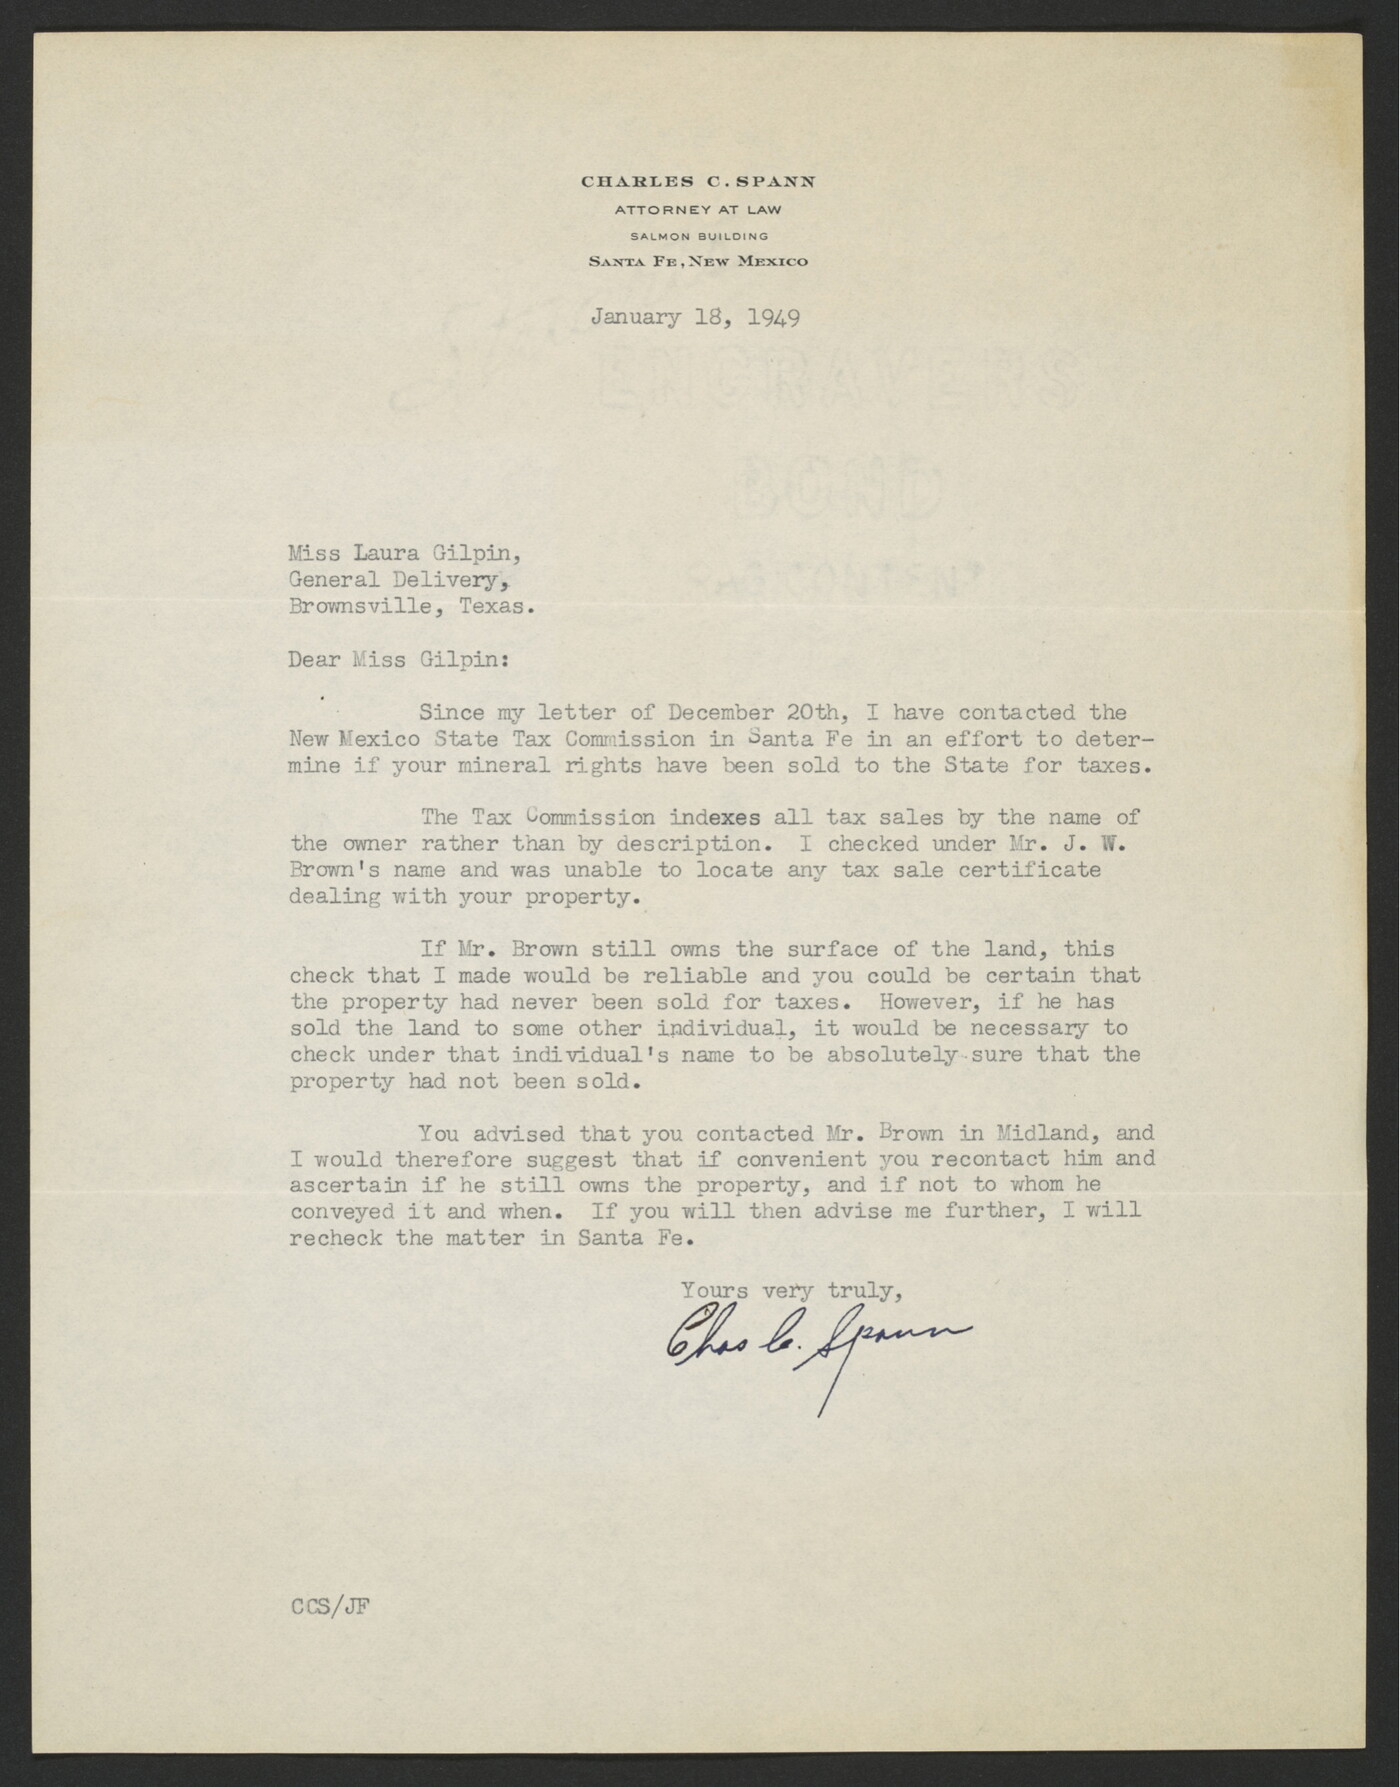 CHARLES C. SPANN
ATTORNEY AT LAW
SALMON BUILDING
SANTA FE, NEW MEXICO
January 18, 1949
ENGRAVERS
BOND
Miss Laura Gilpin,
General Delivery,
Brownsville, Texas.
Dear Miss Gilpin:
Since my letter of December 20th, I have contacted the
New Mexico State Tax Commission in Santa Fe in an effort to deter-
mine if your mineral rights have been sold to the State for taxes.
The Tax Commission indexes all tax sales by the name of
the owner rather than by description. I checked under Mr. J. W.
Brown's name and was unable to locate any tax sale certificate
dealing with your property.
If Mr. Brown still owns the surface of the land, this
check that I made would be reliable and you could be certain that
the property had never been sold for taxes. However, if he has
sold the land to some other individual, it would be necessary to
check under that individual's name to be absolutely sure that the
property had not been sold.
You advised that you contacted Mr. Brown in Midland, and
I would therefore suggest that if convenient you recontact him and
ascertain if he still owns the property, and if not to whom he
conveyed it and when. If you will then advise me further, I will
recheck the matter in Santa Fe.
Yours very truly,
Chas C. Spann
CCS/JF